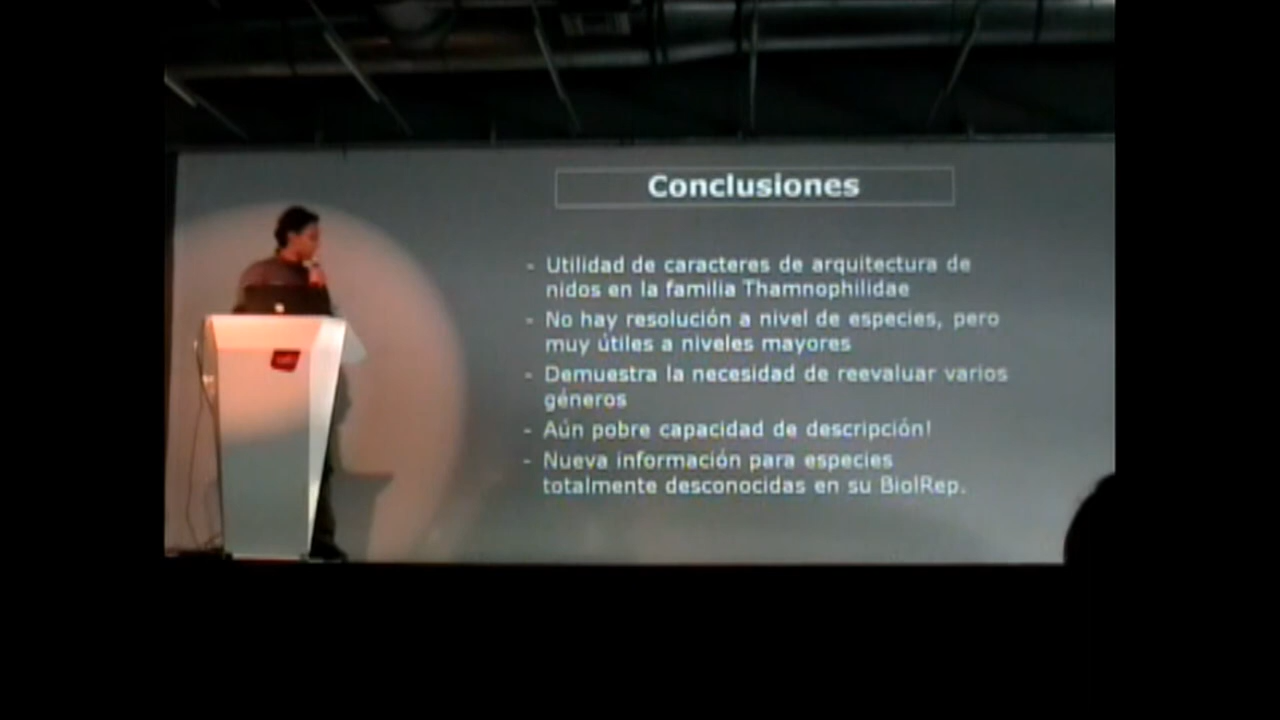 Conclusiones
- Utilidad de caracteres de arquitectura de
nidos en la familia Thamnophilidae
- No hay resolución a nivel de especies, pero
muy útiles a niveles mayores
- Demuestra la necesidad de reevaluar varios
géneros
- Aún pobre capacidad de descripción!
- Nueva información para especies
totalmente desconocidas en su BiolRep.